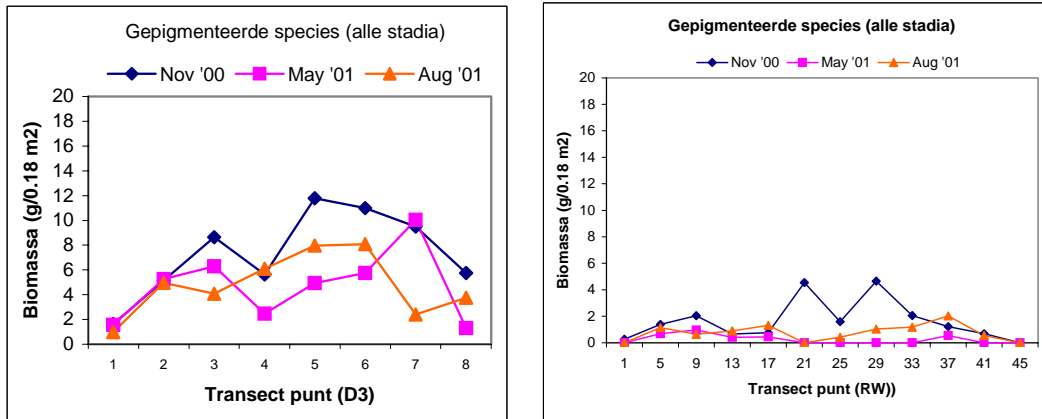 Gepigmenteerde species (alle stadia)
Nov '00 May '01 Aug '01
20
18
16
14
12
10
8
6
4
2
0
Biomassa (g/0.18 m2)
1 2 3 4 5 6 7 8
Transect punt (D3)
Gepigmenteerde species (alle stadia)
Nov '00 May '01 Aug '01
20
18
16
14
12
10
8
6
4
2
0
Biomassa (g/0.18 m2)
1 5 9 13 17 21 25 29 33 37 41 45
Transect punt (RW))